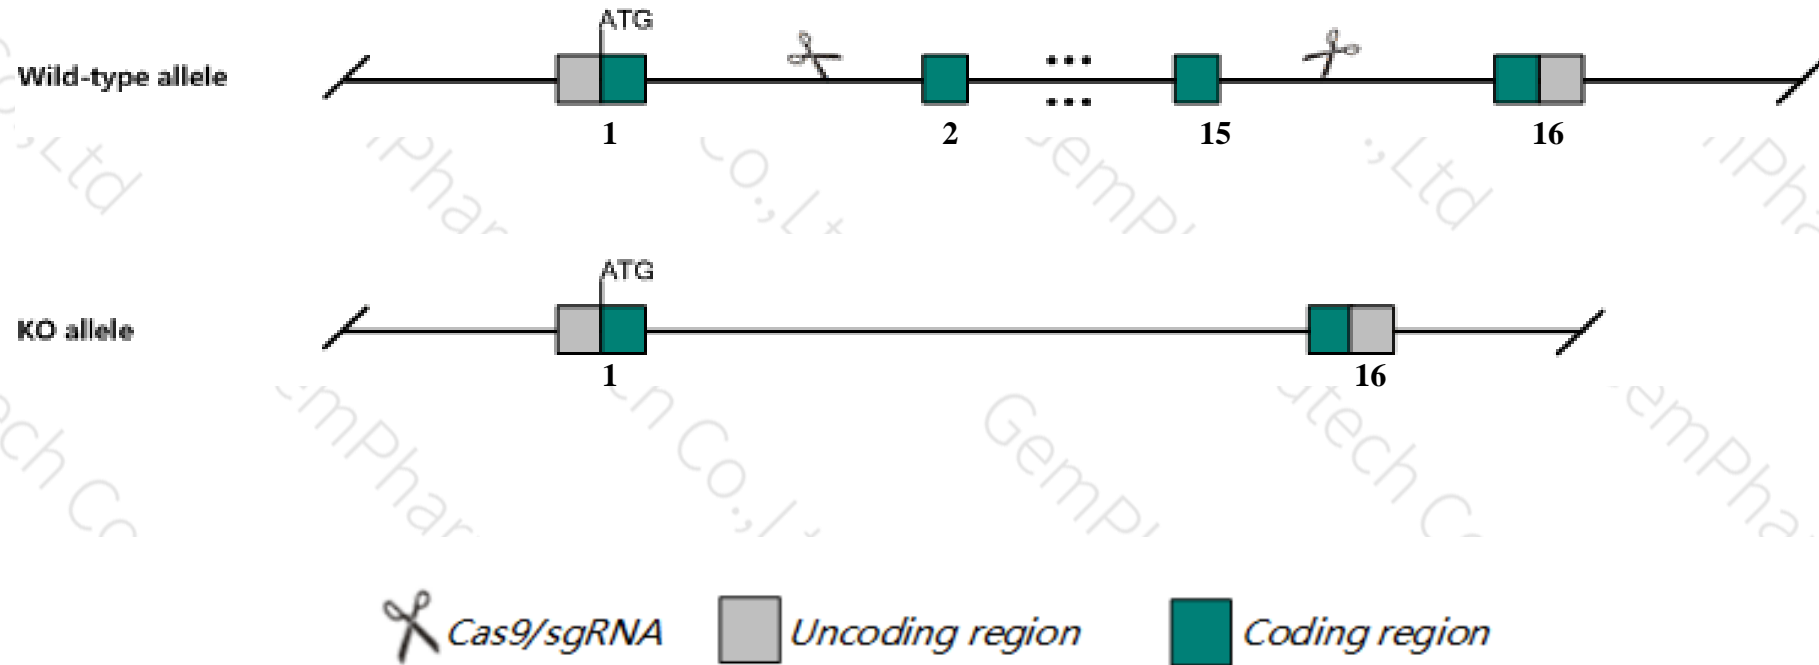 ATG
Wild-type allele
1
2
15
16
ATG
KO allele
1
16
Cas9/sgRNA
Uncoding region
Coding region